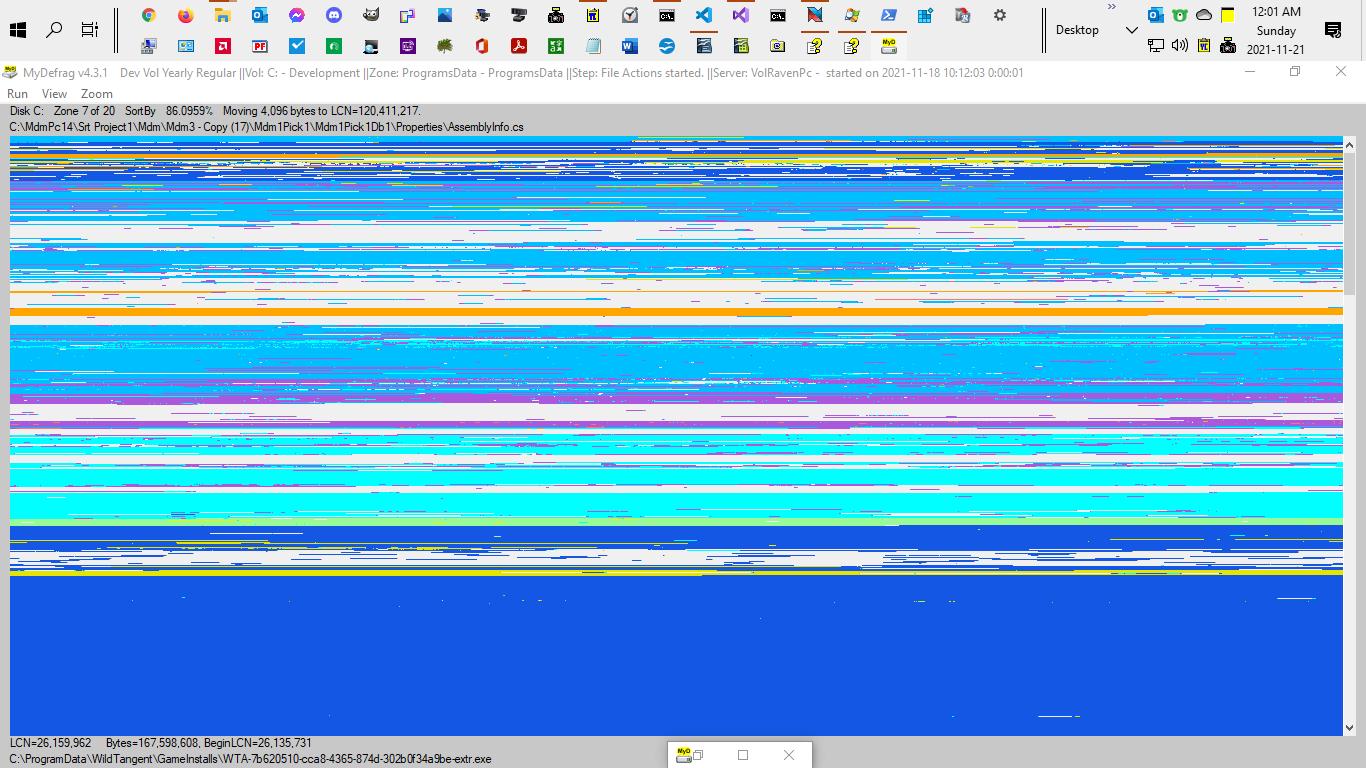 12:01 AM
Desktop
Sunday
2021-11-21
MyDefrag v4.3.1 Dev Vol Yearly Regular ||Vol: C: - Development ||Zone: ProgramsData - ProgramsData ||Step: File Actions started. ||Server: VolRavenPc - started on 2021-11-18 10:12:03 0:00:01
Run View Zoom
Disk C: Zone 7 of 20 SortBy 86.0959% Moving 4,096 bytes to LCN=120,411,217.
C:\MdmPc14\Srt Project1\Mdm\Mdm3 - Copy (17)\Mdm1Pick1\Mdm1Pick1Db1\Properties\AssemblyInfo.cs
LCN=26,159,962 Bytes=167,598,608, BeginLCN=26,135,731
C:\ProgramData\WildTangent\GameInstalls\WTA-7b620510-cca8-4365-874d-302b0f34a9be-extr.exe